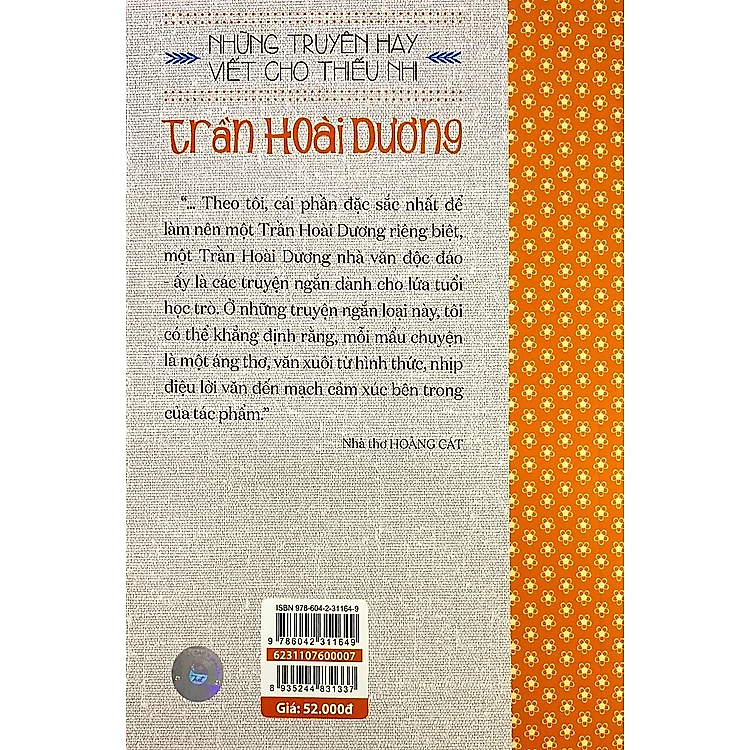 NHỮNG TRUYỆN HAY
VIẾT CHO THIẾU NHI
Trần Hoài Dương
“... Theo tôi, cái phần đặc sắc nhất để
làm nên một Trần Hoài Dương riêng biệt,
một Trần Hoài Dương nhà văn độc đáo
- ấy là các truyện ngắn dành cho lứa tuổi
học trò. Ở những truyện ngắn loại này, tôi
có thể khẳng định rằng, mỗi mẩu chuyện
là một áng thơ, văn xuôi từ hình thức, nhịp
điệu lời văn đến mạch cảm xúc bên trong
của tác phẩm.”
Nhà thơ HOÀNG CÁT
ISBN 978-604-2-31164-9
9 786042 311649
6231107600007
8 935244 831337
Giá: 52.000đ